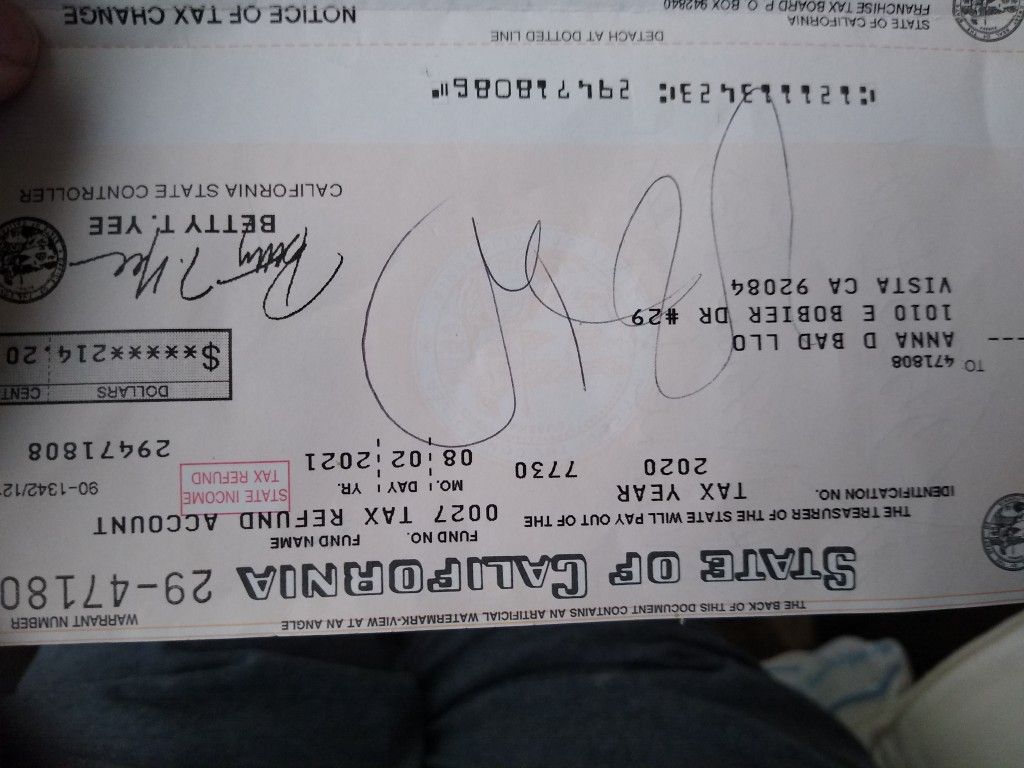 THE BACK OF THIS DOCUMENT CONTAINS AN ARTIFICIAL WATERMARK-VIEW AT AN ANGLE
WARRANT NUMBER
STATE OF CALIFORNIA 29-47180
FUND NO. FUND NAME
THE TREASURER OF THE STATE WILL PAY OUT OF THE 0027 TAX REFUND ACCOUNT
IDENTIFICATION NO. TAX YEAR MO. DAY YR. 90-1342/12
2020 7730 08 02 2021
STATE INCOME
TAX REFUND
29471808
DOLLARS CENT
$*****214.20
TO 471808
ANNA D BAD LLO
1010 E BOBIER DR #29
VISTA CA 92084
Betty T. Yee
BETTY T. YEE
CALIFORNIA STATE CONTROLLER
⑆121113423⑆ 294718086⑈
DETACH AT DOTTED LINE
STATE OF CALIFORNIA
FRANCHISE TAX BOARD P O BOX 942840
NOTICE OF TAX CHANGE